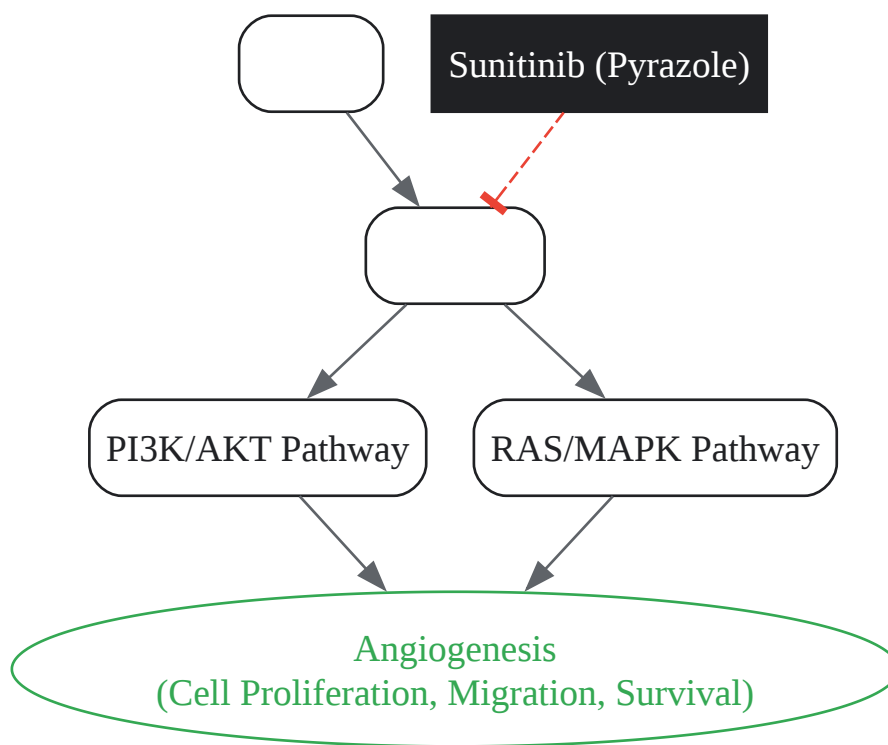 Sunitinib (Pyrazole)
PI3K/AKT Pathway
RAS/MAPK Pathway
Angiogenesis
(Cell Proliferation, Migration, Survival)